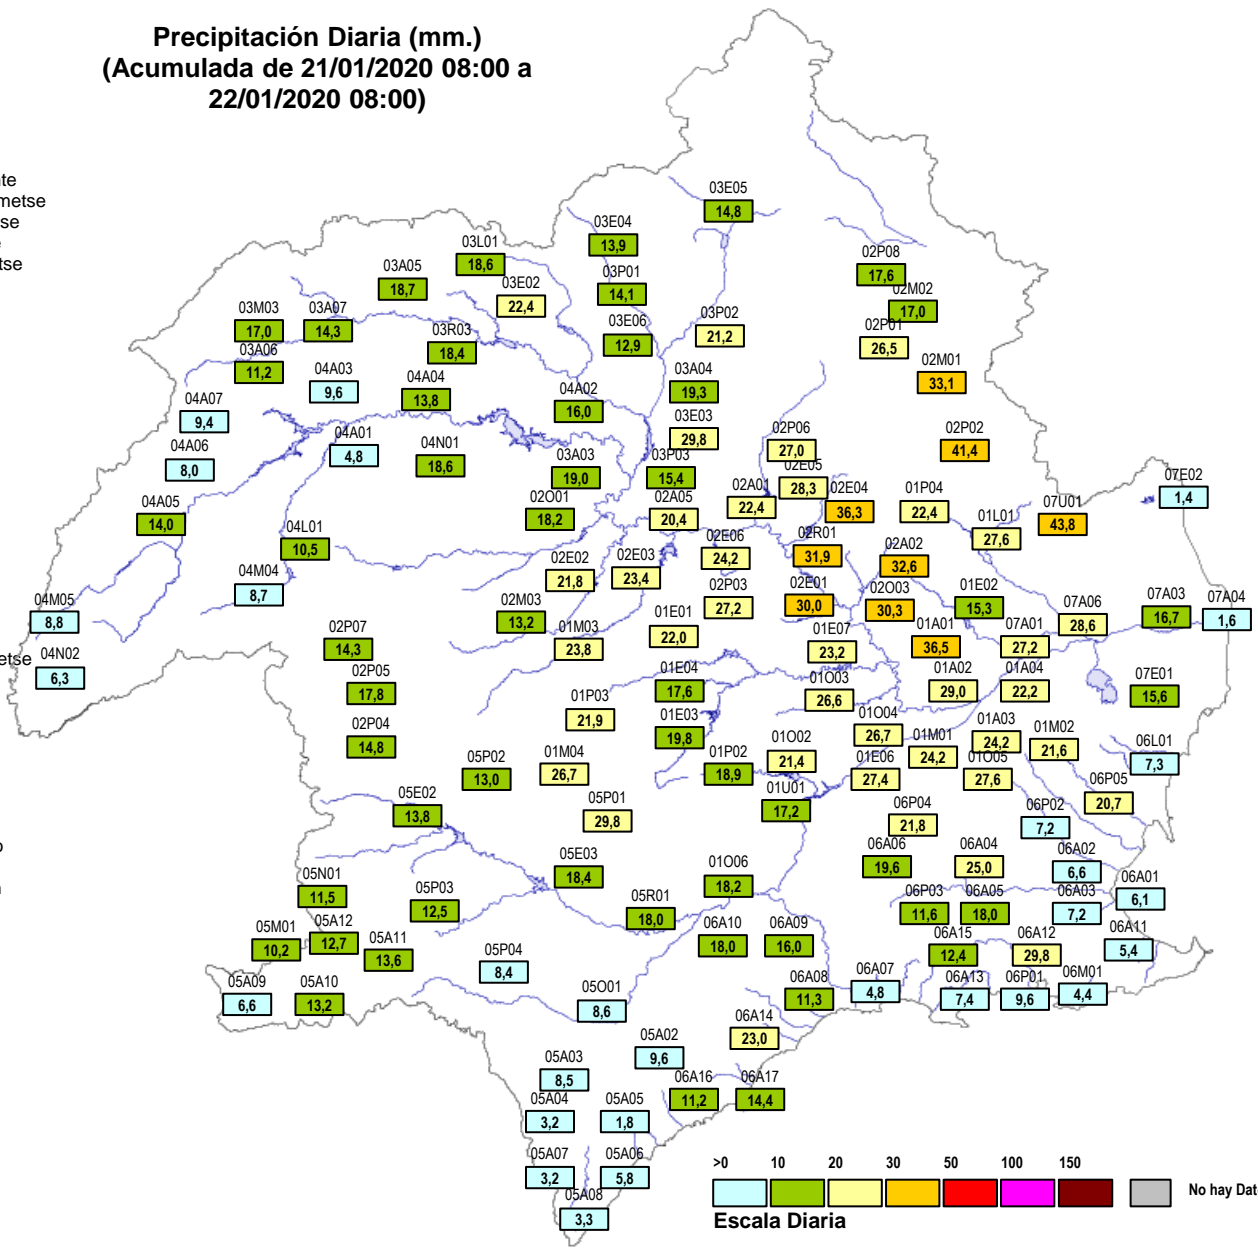 Precipitación Diaria (mm.)
(Acumulada de 21/01/2020 08:00 a
22/01/2020 08:00)
nte
metse
se
e
tse
etse
o
n
03E05
14,8
03E04
13,9
03L01
18,6
03A05
18,7
03E02
22,4
03P01
14,1
02P08
17,6
02M02
17,0
03M03
17,0
03A07
14,3
03R03
18,4
03E06
12,9
03P02
21,2
02P01
26,5
03A06
11,2
04A03
9,6
04A04
13,8
04A02
16,0
03A04
19,3
02M01
33,1
04A07
9,4
03E03
29,8
04A06
8,0
04A01
4,8
04N01
18,6
03A03
19,0
03P03
15,4
02P06
27,0
02P02
41,4
02E05
28,3
04A05
14,0
02O01
18,2
02A05
20,4
02A01
22,4
02E04
36,3
01P04
22,4
01L01
27,6
07U01
43,8
07E02
1,4
04L01
10,5
02E06
24,2
02R01
31,9
02A02
32,6
04M04
8,7
02E02
21,8
02E03
23,4
04M05
8,8
02M03
13,2
02P03
27,2
02E01
30,0
02O03
30,3
01E02
15,3
07A06
28,6
07A03
16,7
07A04
1,6
02P07
14,3
01M03
23,8
01E01
22,0
01E07
23,2
01A01
36,5
07A01
27,2
04N02
6,3
02P05
17,8
01E04
17,6
01O03
26,6
01A02
29,0
01A04
22,2
07E01
15,6
01P03
21,9
02P04
14,8
01E03
19,8
01O04
26,7
01M01
24,2
01A03
24,2
01M02
21,6
06L01
7,3
05P02
13,0
01M04
26,7
01P02
18,9
01O02
21,4
01E06
27,4
01O05
27,6
06P05
20,7
05E02
13,8
05P01
29,8
01U01
17,2
06P04
21,8
06P02
7,2
05E03
18,4
01O06
18,2
06A06
19,6
06A04
25,0
06A02
6,6
05N01
11,5
05P03
12,5
05R01
18,0
06P03
11,6
06A05
18,0
06A03
7,2
06A01
6,1
05M01
10,2
05A12
12,7
05A11
13,6
06A10
18,0
06A09
16,0
06A15
12,4
06A12
29,8
06A11
5,4
05P04
8,4
05A09
6,6
05A10
13,2
05O01
8,6
06A08
11,3
06A07
4,8
06A13
7,4
06P01
9,6
06M01
4,4
06A14
23,0
05A02
9,6
05A03
8,5
06A16
11,2
06A17
14,4
05A04
3,2
05A05
1,8
05A07
3,2
05A06
5,8
05A08
3,3
>0 10 20 30 50 100 150
No hay Dat
Escala Diaria